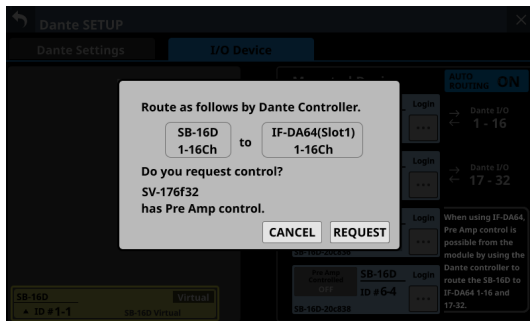 Dante SETUP
Dante Settings
I/O Device
AUTO
ROUTING ON
Route as follows by Dante Controller.
SB-16D
1-16Ch
to
IF-DA64(Slot1)
1-16Ch
Do you request control?
SV-176f32
has Pre Amp control.
CANCEL
REQUEST
Login
...
Dante I/O
1 - 16
Login
...
Dante I/O
17 - 32
Login
...
SB-16D-20c838
When using IF-DA64,
Pre Amp control is
possible from the
module by using the
Dante controller to
route the SB-16D to
IF-DA64 1-16 and
17-32.
Pre Amp
Controlled
OFF
SB-16D
ID #6-4
Login
...
SB-16D-20c838
SB-16D
Virtual
ID #1-1
SB-16D Virtual